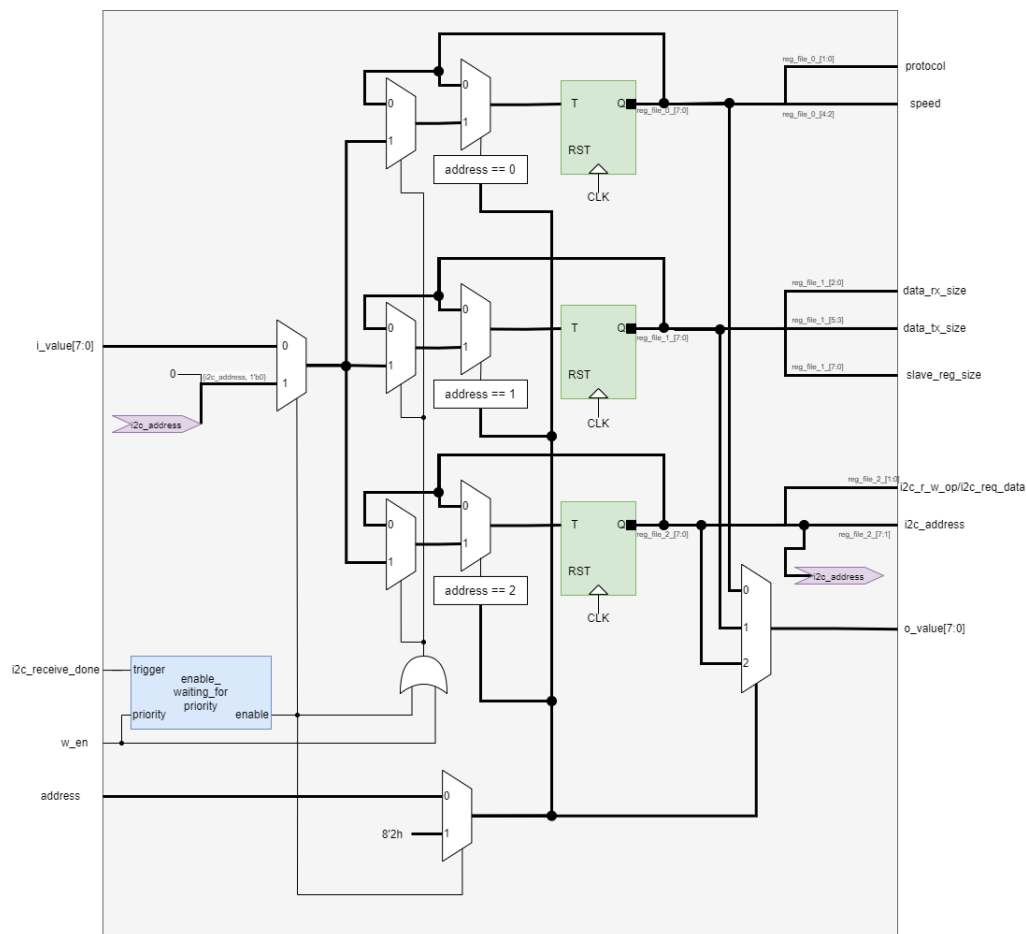 reg_file_0_[1:0]
protocol
0
0
1
1
T
Q
reg_file_0_[7:0]
speed
reg_file_0_[4:2]
RST
address == 0
CLK
reg_file_1_[2:0]
data_rx_size
0
0
1
1
T
Q
reg_file_1_[7:0]
reg_file_1_[5:3]
data_tx_size
i_value[7:0]
0
0
{i2c_address, 1'b0}
1
RST
reg_file_1_[7:0]
slave_reg_size
address == 1
i2c_address
CLK
reg_file_2_[1:0]
i2c_r_w_op/i2c_req_data
0
0
1
1
T
Q
reg_file_2_[7:0]
i2c_address
reg_file_2_[7:1]
RST
i2c_address
address == 2
0
CLK
1
o_value[7:0]
2
i2c_receive_done
trigger
enable_
waiting_for
priority
priority
enable
w_en
address
0
8'2h
1